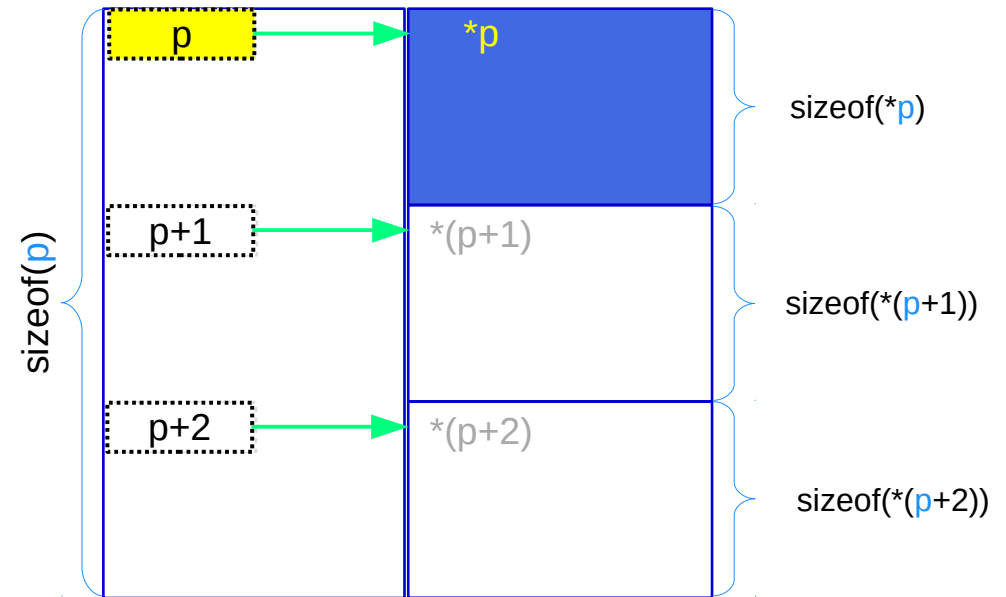 p
*p
sizeof(*p)
p+1
*(p+1)
sizeof(p)
sizeof(*(p+1))
p+2
*(p+2)
sizeof(*(p+2))